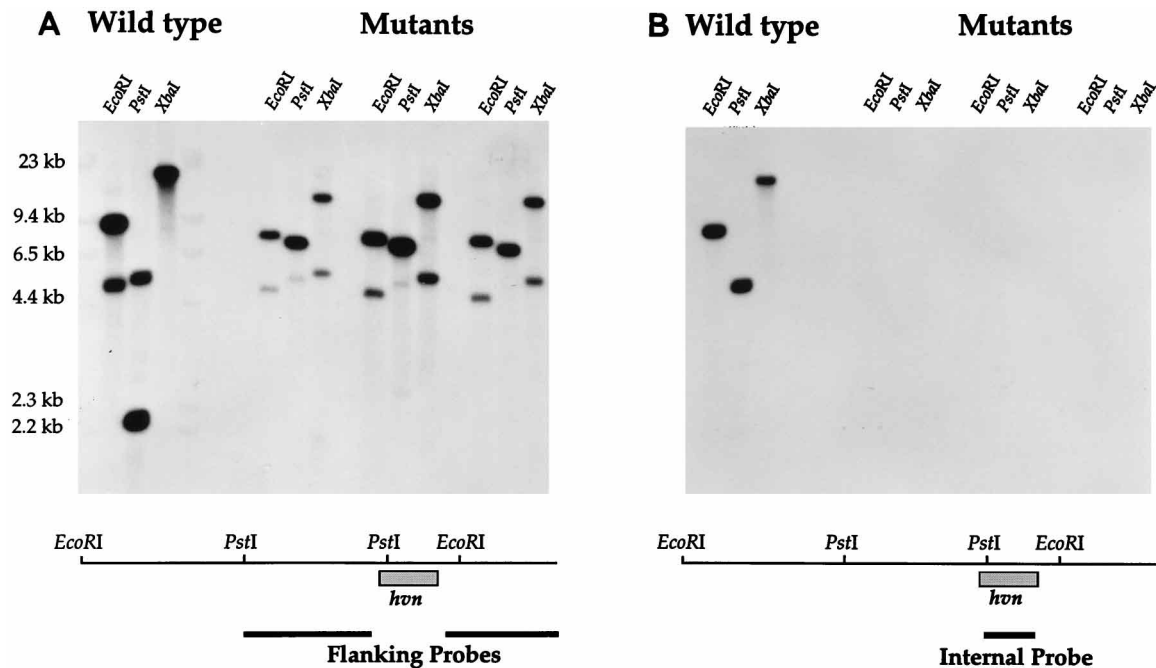 A Wild type Mutants
EcoRI PstI XbaI EcoRI PstI XbaI EcoRI PstI XbaI EcoRI PstI XbaI
23 kb
9.4 kb
6.5 kb
4.4 kb
2.3 kb
2.2 kb
EcoRI PstI PstI EcoRI
hvn
Flanking Probes
B Wild type Mutants
EcoRI PstI XbaI EcoRI PstI XbaI EcoRI PstI XbaI EcoRI PstI XbaI
EcoRI PstI PstI EcoRI
hvn
Internal Probe